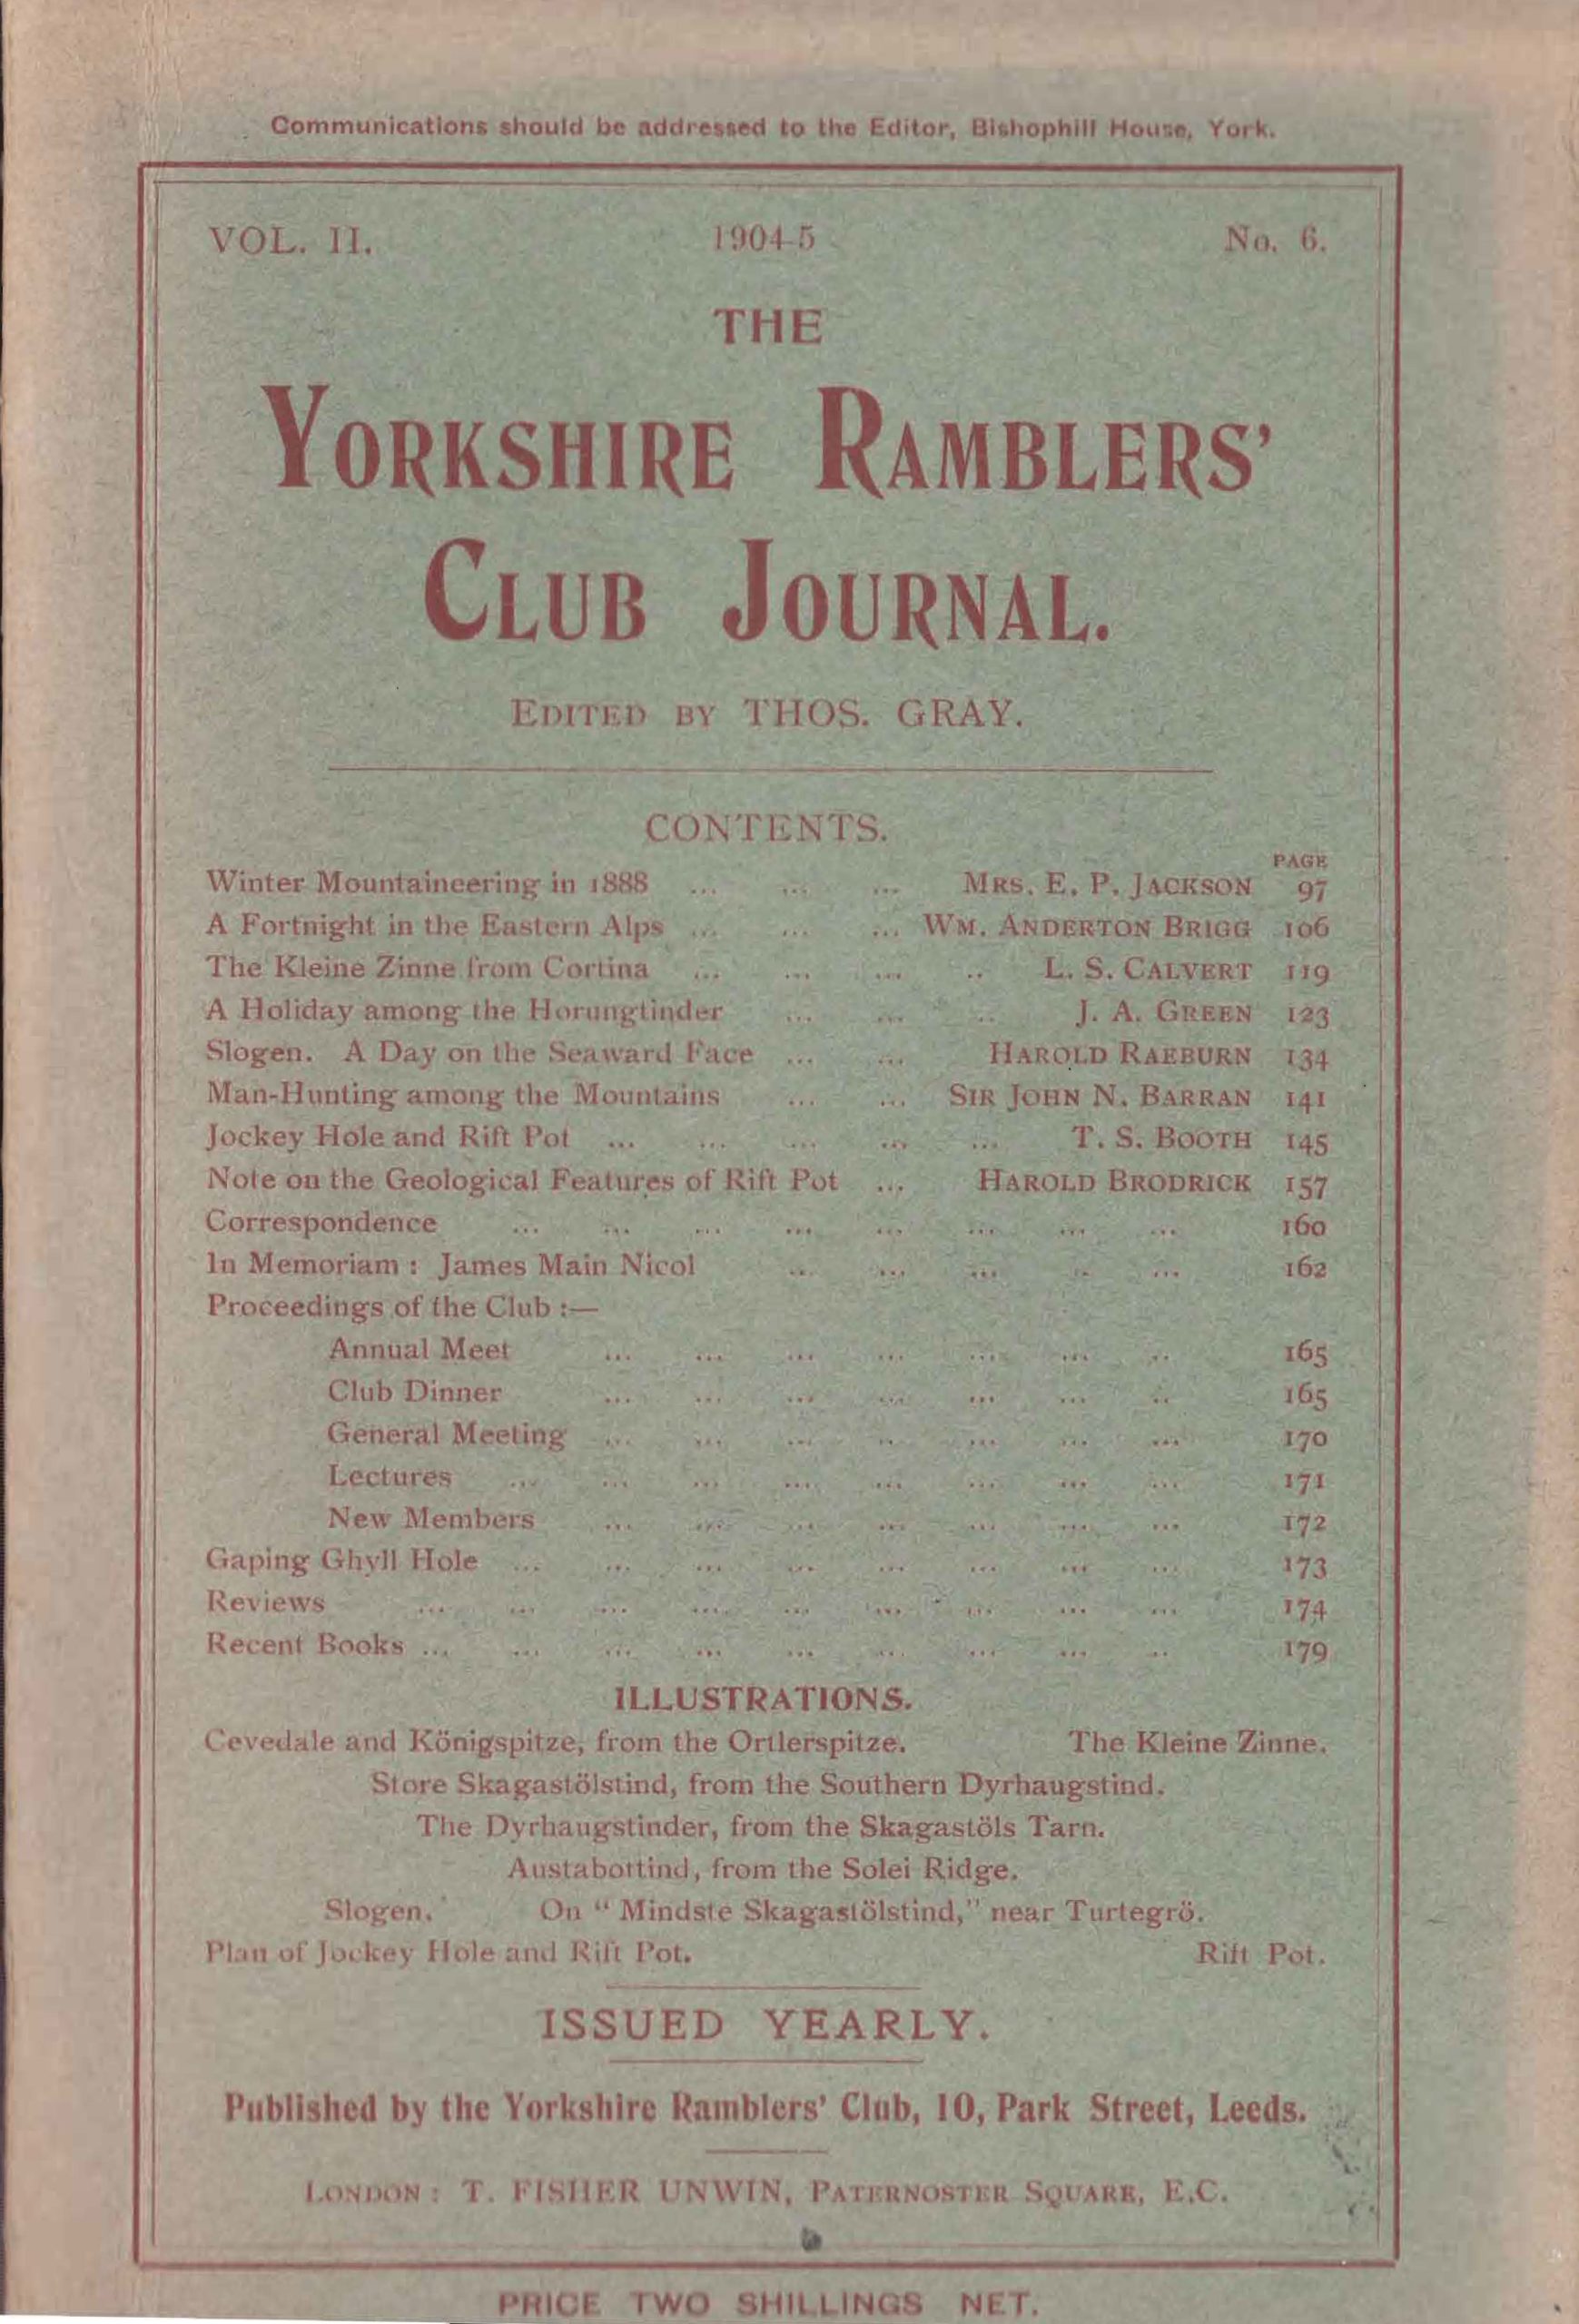 Communications should be addressed to the Editor, Bishophill House, York.
VOL. II. 1904-5 No. 6.
THE
YORKSHIRE RAMBLERS'
CLUB JOURNAL.
EDITED BY THOS. GRAY.
CONTENTS.
PAGE
Winter Mountaineering in 1888 ... ... ... MRS. E. P. JACKSON 97
A Fortnight in the Eastern Alps ... ... ... WM. ANDERTON BRIGG 106
The Kleine Zinne from Cortina ... ... ... .. L. S. CALVERT 119
A Holiday among the Horungtinder ... ... .. J. A. GREEN 123
Slogen. A Day on the Seaward Face ... ... HAROLD RAEBURN 134
Man-Hunting among the Mountains ... ... SIR JOHN N. BARRAN 141
Jockey Hole and Rift Pot ... ... ... ... ... T. S. BOOTH 145
Note on the Geological Features of Rift Pot ... HAROLD BRODRICK 157
Correspondence ... ... ... ... ... ... ... ... 160
In Memoriam : James Main Nicol .. ... ... .. ... 162
Proceedings of the Club :—
Annual Meet ... ... ... ... ... ... .. 165
Club Dinner ... ... ... ... ... ... .. 165
General Meeting ... ... ... .. ... ... ... 170
Lectures ... ... ... ... ... ... ... ... 171
New Members ... ... ... ... ... ... ... 172
Gaping Ghyll Hole ... ... ... ... ... ... ... ... 173
Reviews ... ... ... ... ... ... ... ... ... 174
Recent Books ... ... ... ... ... ... ... ... .. 179
ILLUSTRATIONS.
Cevedale and Königspitze, from the Ortlerspitze. The Kleine Zinne.
Store Skagastölstind, from the Southern Dyrhaugstind.
The Dyrhaugstinder, from the Skagastöls Tarn.
Austabottind, from the Solei Ridge.
Slogen. On "Mindste Skagastölstind," near Turtegrö.
Plan of Jockey Hole and Rift Pot. Rift Pot.
ISSUED YEARLY.
Published by the Yorkshire Ramblers' Club, 10, Park Street, Leeds.
LONDON : T. FISHER UNWIN, PATERNOSTER SQUARE, E.C.
PRICE TWO SHILLINGS NET.